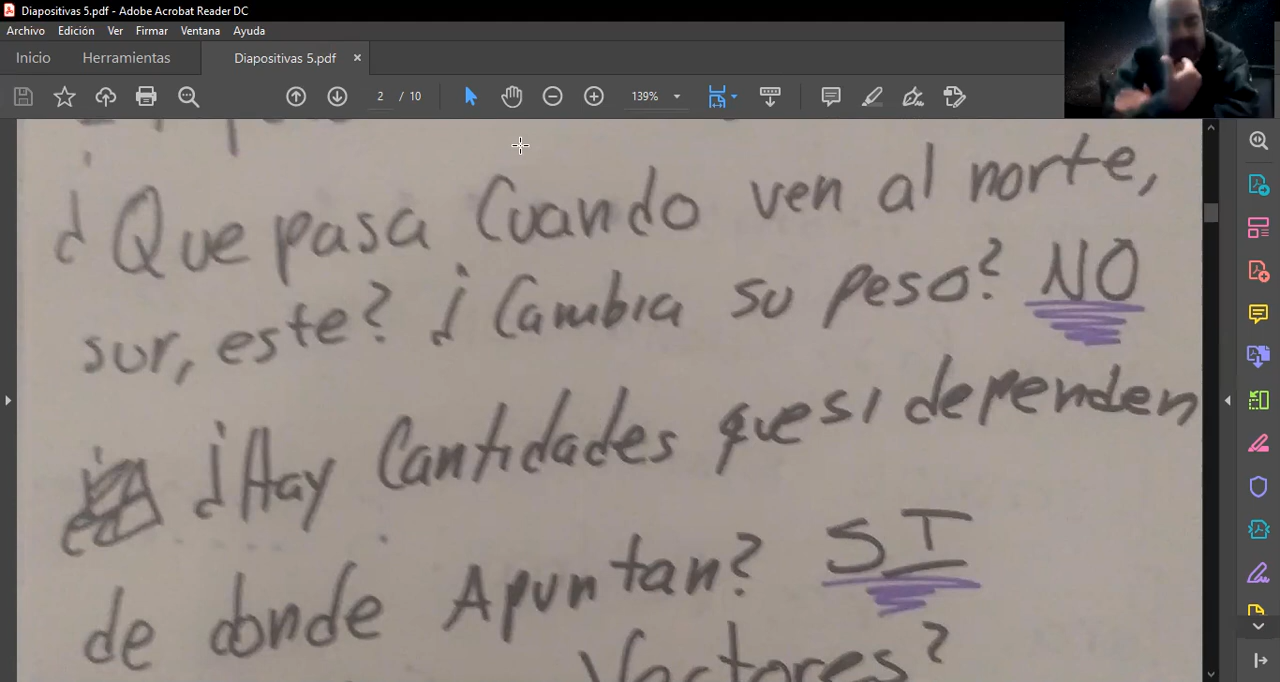 Diapositivas 5.pdf - Adobe Acrobat Reader DC
Archivo Edición Ver Firmar Ventana Ayuda
Inicio Herramientas Diapositivas 5.pdf ×
2 / 10 139%
¿Que pasa Cuando ven al norte,
sur, este? ¿Cambia su peso? NO
¿Hay Cantidades que si dependen
de donde Apuntan? SI
Vectores?